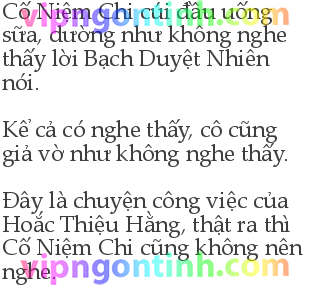 Cố Niệm Chi cúi đầu uống
sữa, dường như không nghe
thấy lời Bạch Duyệt Nhiên
nói.
Kể cả có nghe thấy, cô cũng
giả vờ như không nghe thấy.
Đây là chuyện công việc của
Hoắc Thiệu Hằng, thật ra thì
Cố Niệm Chi cũng không nên
nghe.
vipngontinh.com
vipngontinh.com